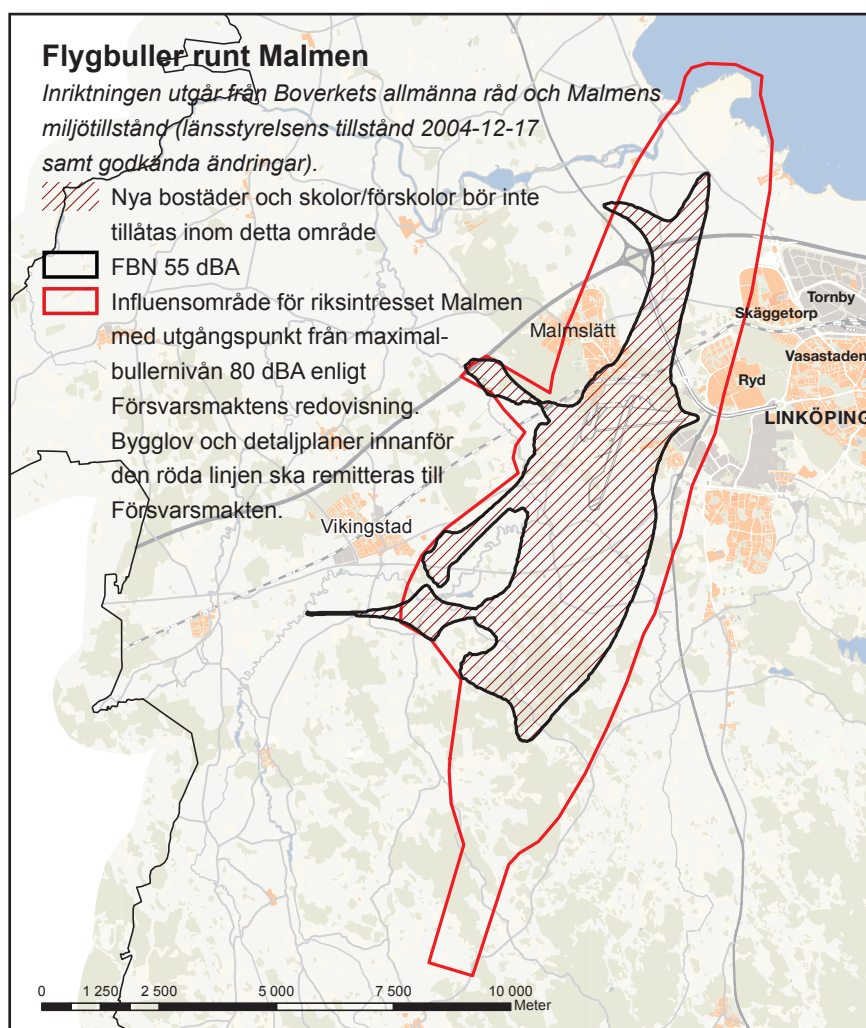 Flygbuller runt Malmen
Inriktningen utgår från Boverkets allmänna råd och Malmens
miljötillstånd (länsstyrelsens tillstånd 2004-12-17
samt godkända ändringar).
Nya bostäder och skolor/förskolor bör inte
tillåtas inom detta område
FBN 55 dBA
Influensområde för riksintresset Malmen
med utgångspunkt från maximal-
bullernivån 80 dBA enligt
Försvarsmaktens redovisning.
Bygglov och detaljplaner innanför
den röda linjen ska remitteras till
Försvarsmakten.
Malmslätt
Tornby
Skäggetorp
Vasastaden
Ryd
LINKÖPING
Vikingstad
0 1 250 2 500 5 000 7 500 10 000
Meter